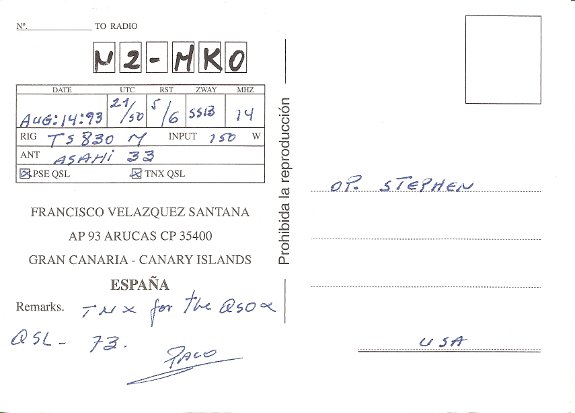 Nº. TO RADIO
N2-MKO
DATE UTC RST 2WAY MHZ
AUG:14:93 21/50 5/6 SSB 14
RIG TS 830 M INPUT 150 W
ANT ASAHI 33
PSE QSL TNX QSL
FRANCISCO VELAZQUEZ SANTANA
AP 93 ARUCAS CP 35400
GRAN CANARIA - CANARY ISLANDS
ESPAÑA
Remarks. TNX for the QSO &
QSL - 73.
PACO
Prohibida la reproducción
OP. STEPHEN
USA